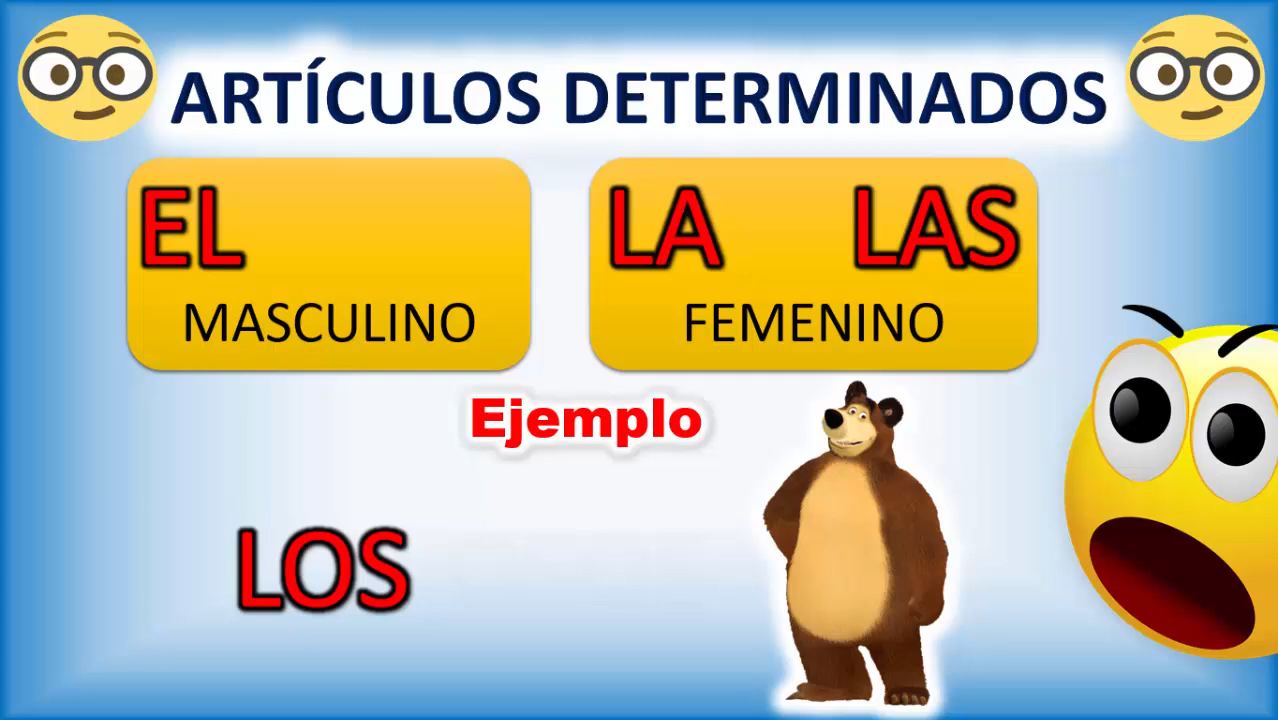 ARTÍCULOS DETERMINADOS
EL
MASCULINO
LA LAS
FEMENINO
Ejemplo
LOS